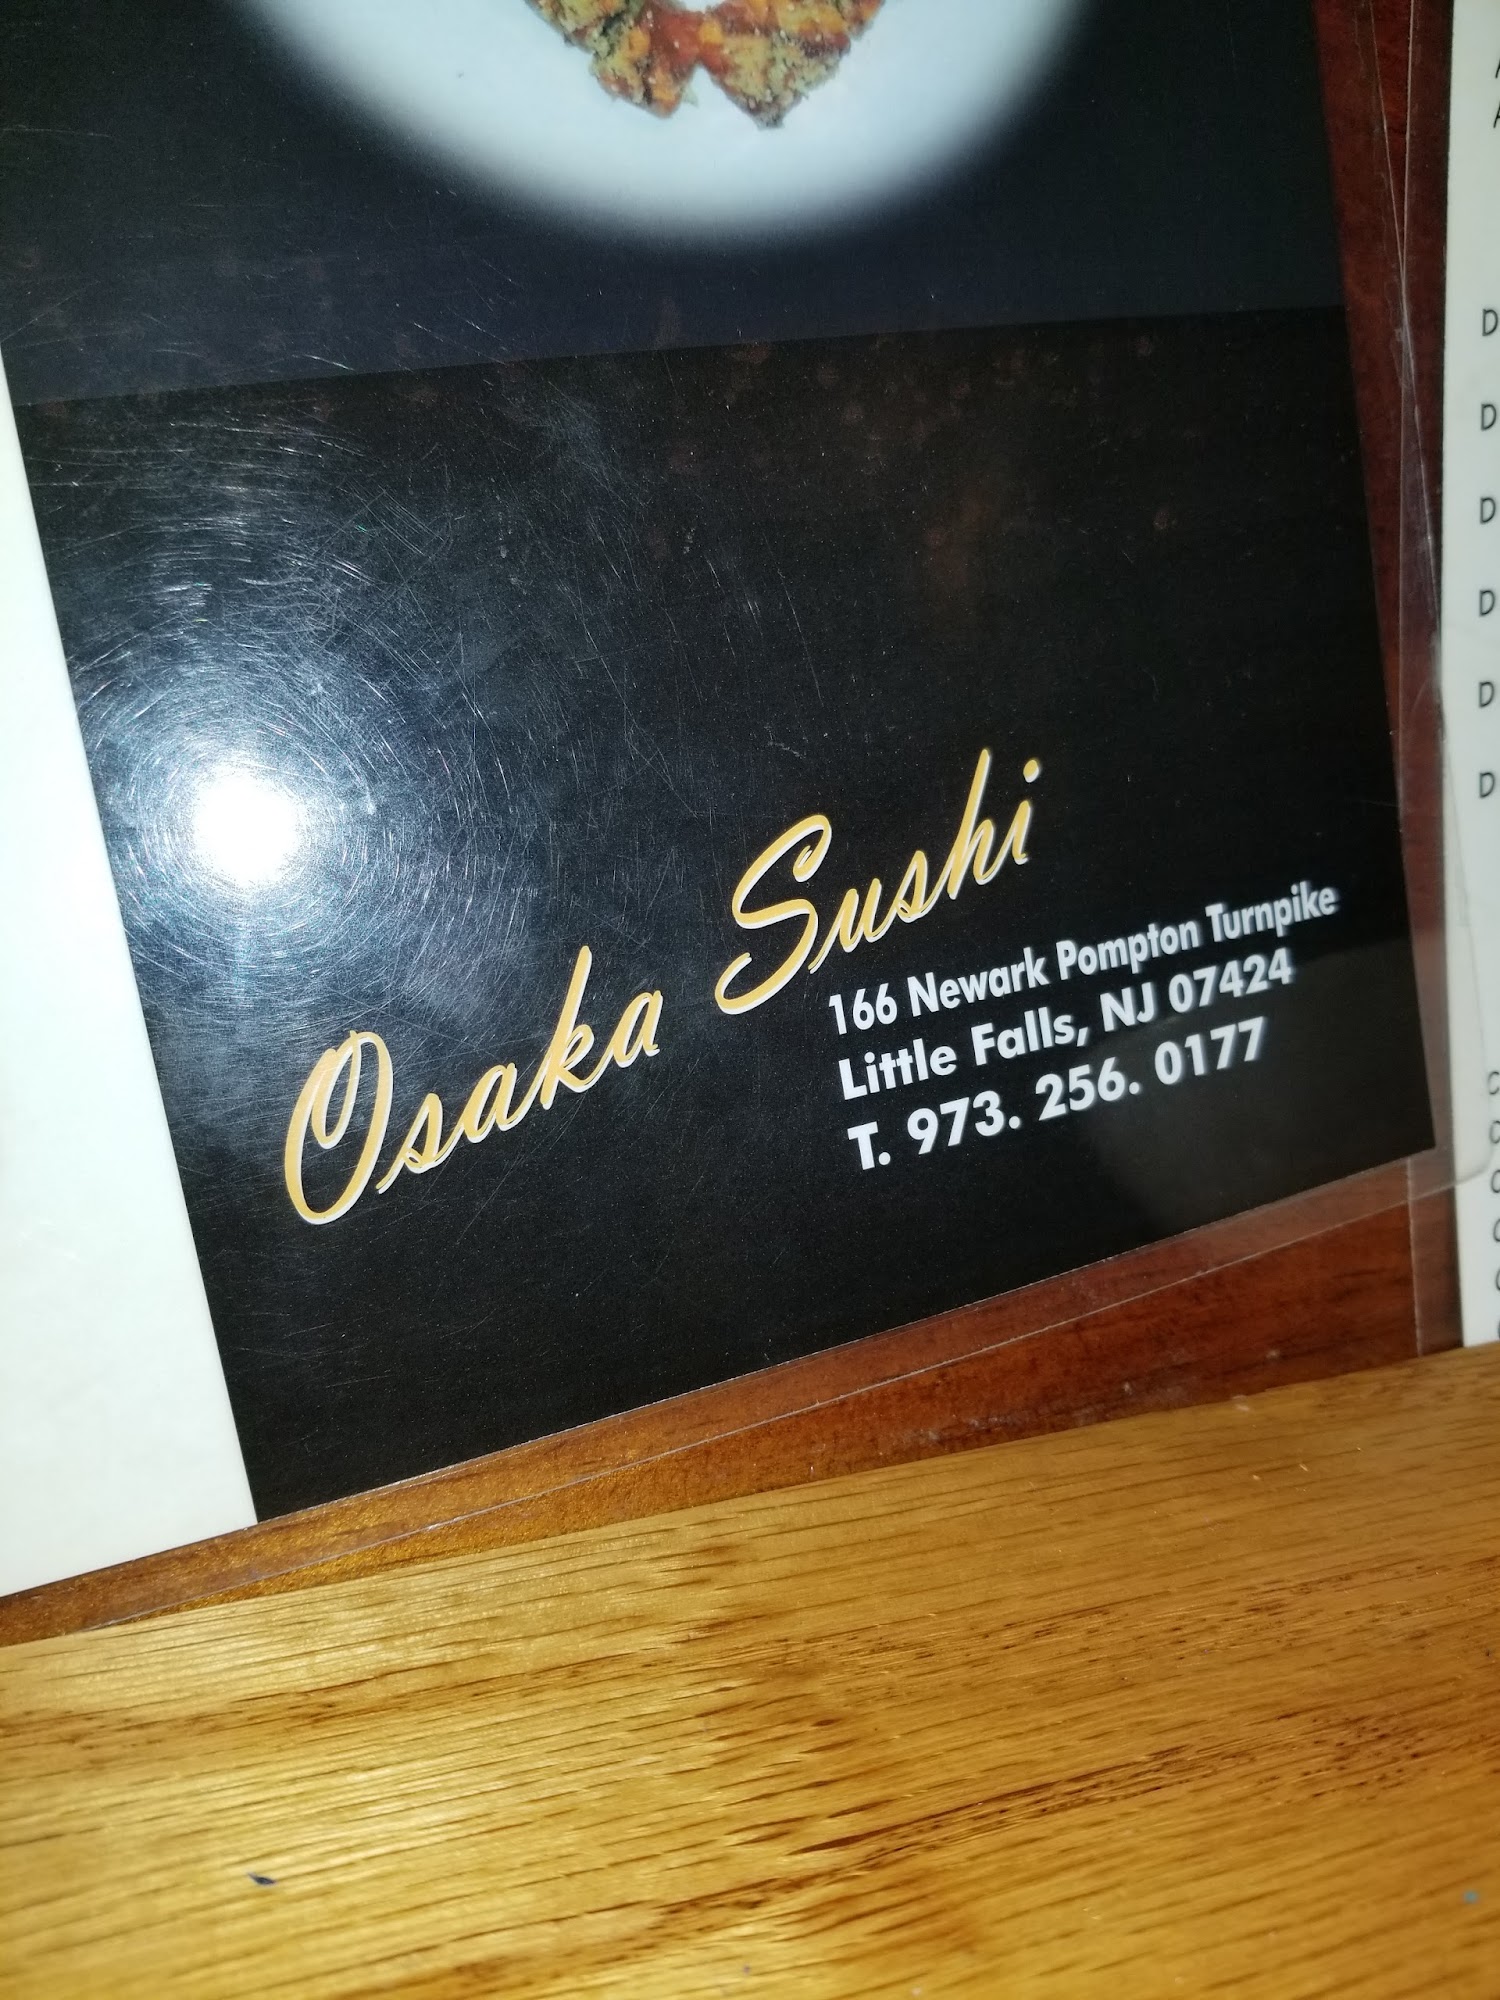 Osaka Sushi
166 Newark Pompton Turnpike
Little Falls, NJ 07424
T. 973. 256. 0177